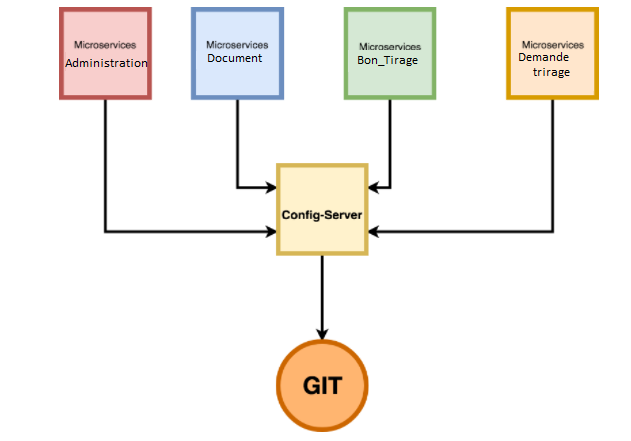 Microservices
Administration
Microservices
Document
Microservices
Bon_Tirage
Microservices
Demande
trirage
Config-Server
GIT